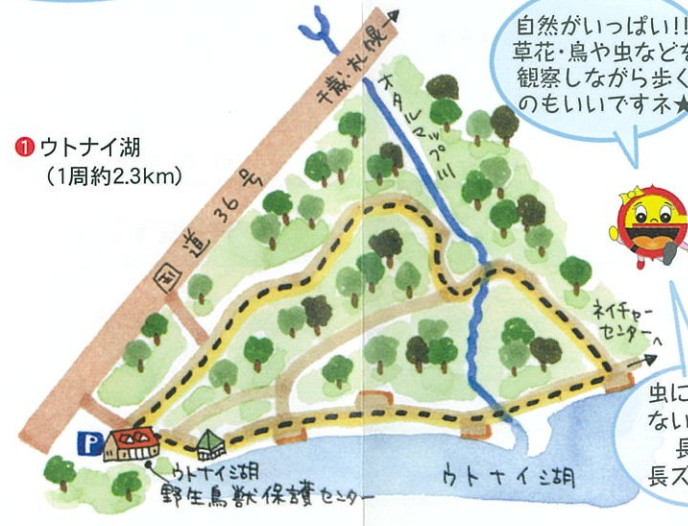 自然がいっぱい!!
草花・鳥や虫などを
観察しながら歩く
のもいいですネ★
千歳・札幌
オタルマップ川
❶ウトナイ湖
(1周約2.3km)
国道36号
ネイチャー
センターへ
P
ウトナイ湖
野生鳥獣保護センター
ウトナイ湖
虫に
ない
長
長ズ